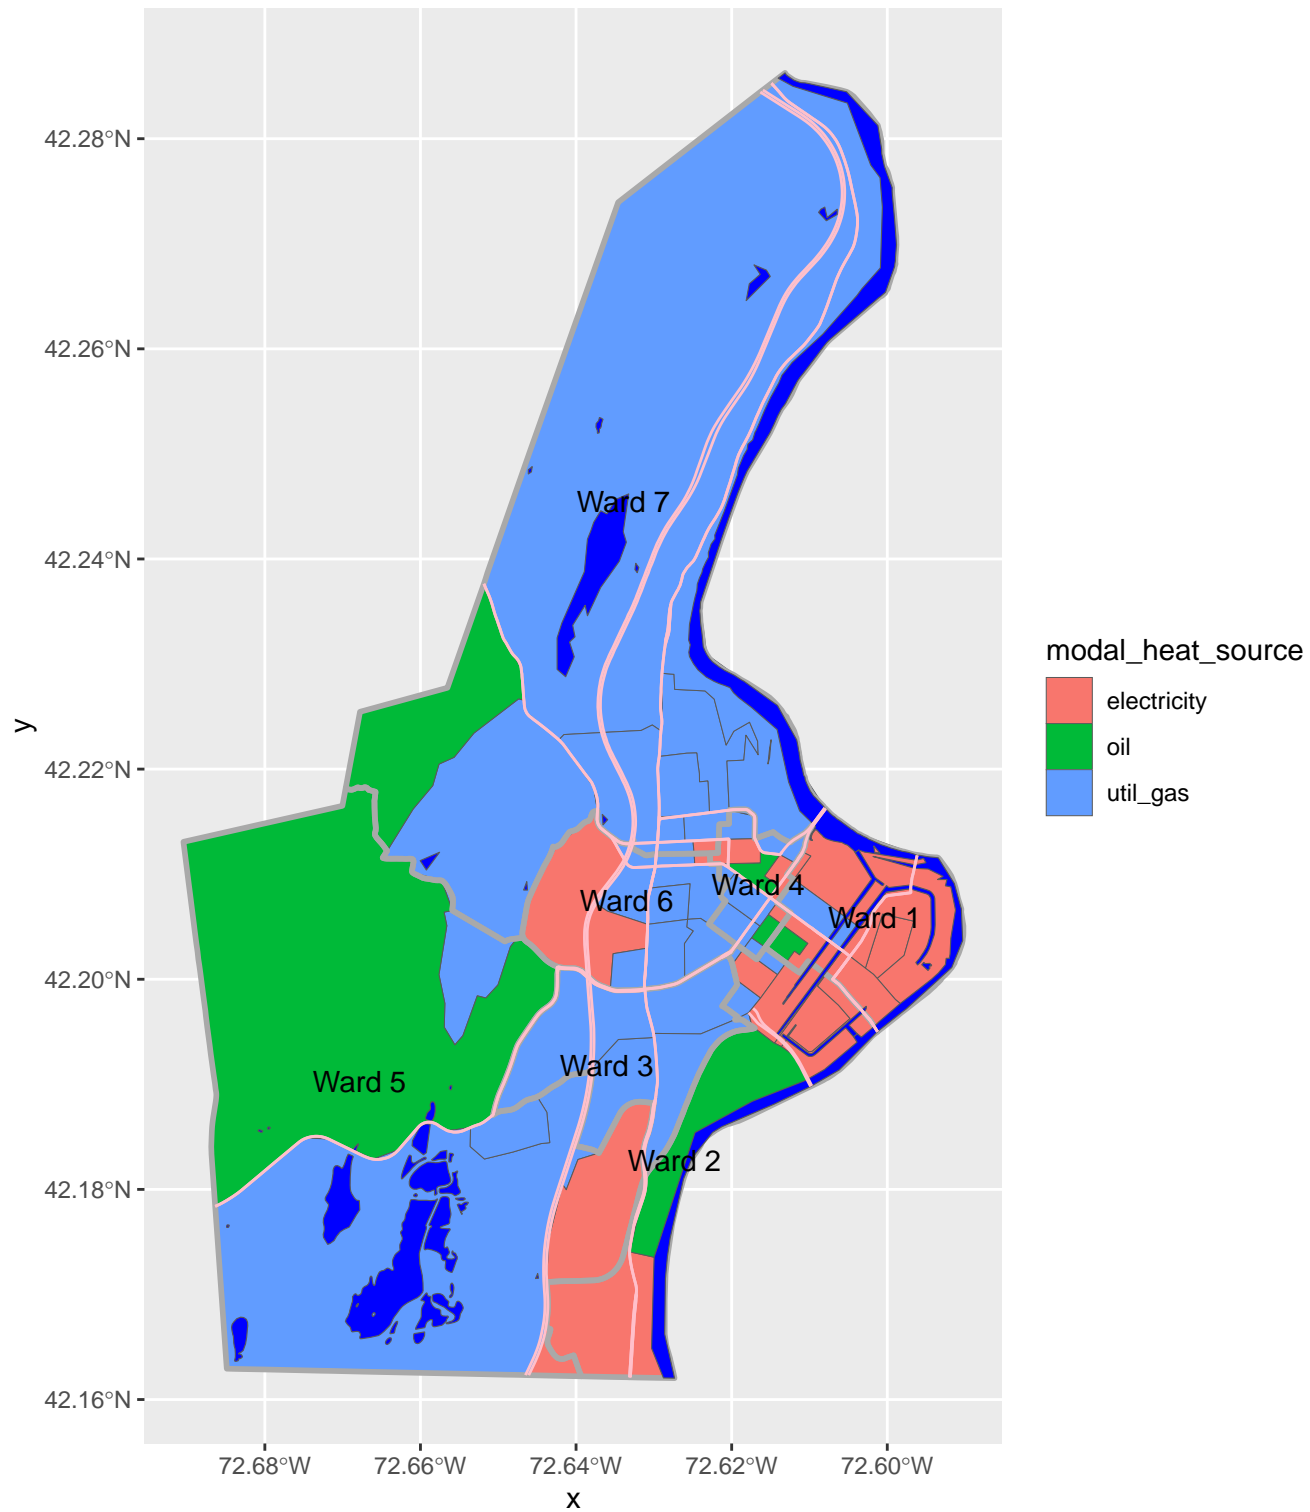 42.28°N
42.26°N
42.24°N
42.22°N
42.20°N
42.18°N
42.16°N
y
Ward 7
Ward 4
Ward 6
Ward 1
Ward 3
Ward 5
Ward 2
72.68°W
72.66°W
72.64°W
72.62°W
72.60°W
x
modal_heat_source
electricity
oil
util_gas